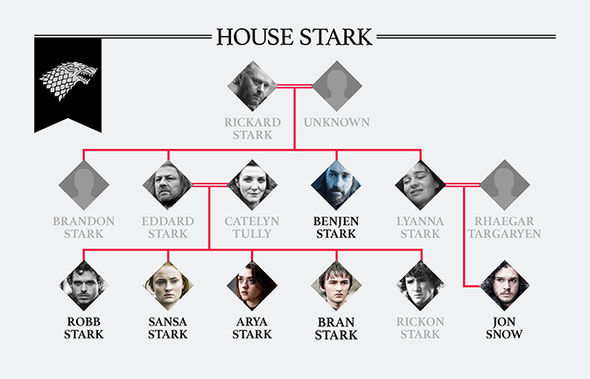 HOUSE STARK
RICKARD
STARK
UNKNOWN
BRANDON
STARK
EDDARD
STARK
CATELYN
TULLY
BENJEN
STARK
LYANNA
STARK
RHAEGAR
TARGARYEN
ROBB
STARK
SANSA
STARK
ARYA
STARK
BRAN
STARK
RICKON
STARK
JON
SNOW